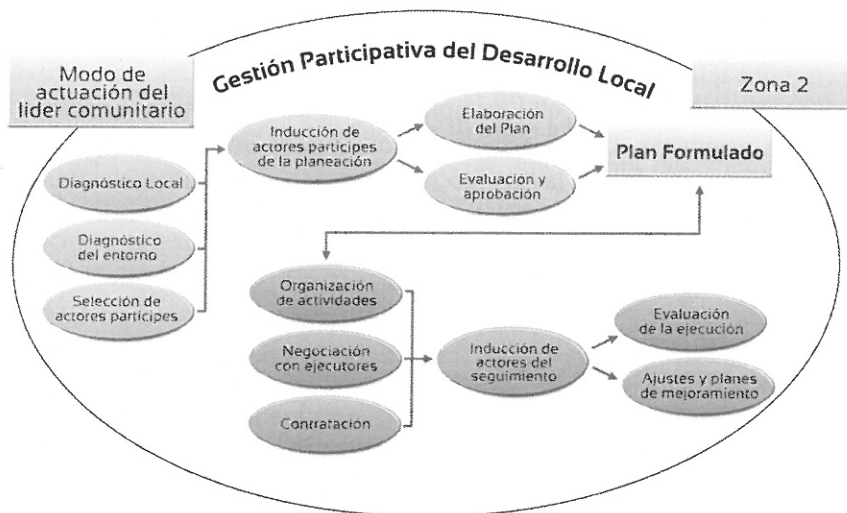 Gestión Participativa del Desarrollo Local
Modo de
actuación del
lider comunitario
Zona 2
Inducción de
actores partícipes
de la planeación
Elaboración
del Plan
Evaluación y
aprobación
Plan Formulado
Diagnóstico Local
Diagnóstico
del entorno
Selección de
actores partícipes
Organización
de actividades
Negociación
con ejecutores
Contratación
Inducción de
actores del
seguimiento
Evaluación
de la ejecución
Ajustes y planes
de mejoramiento